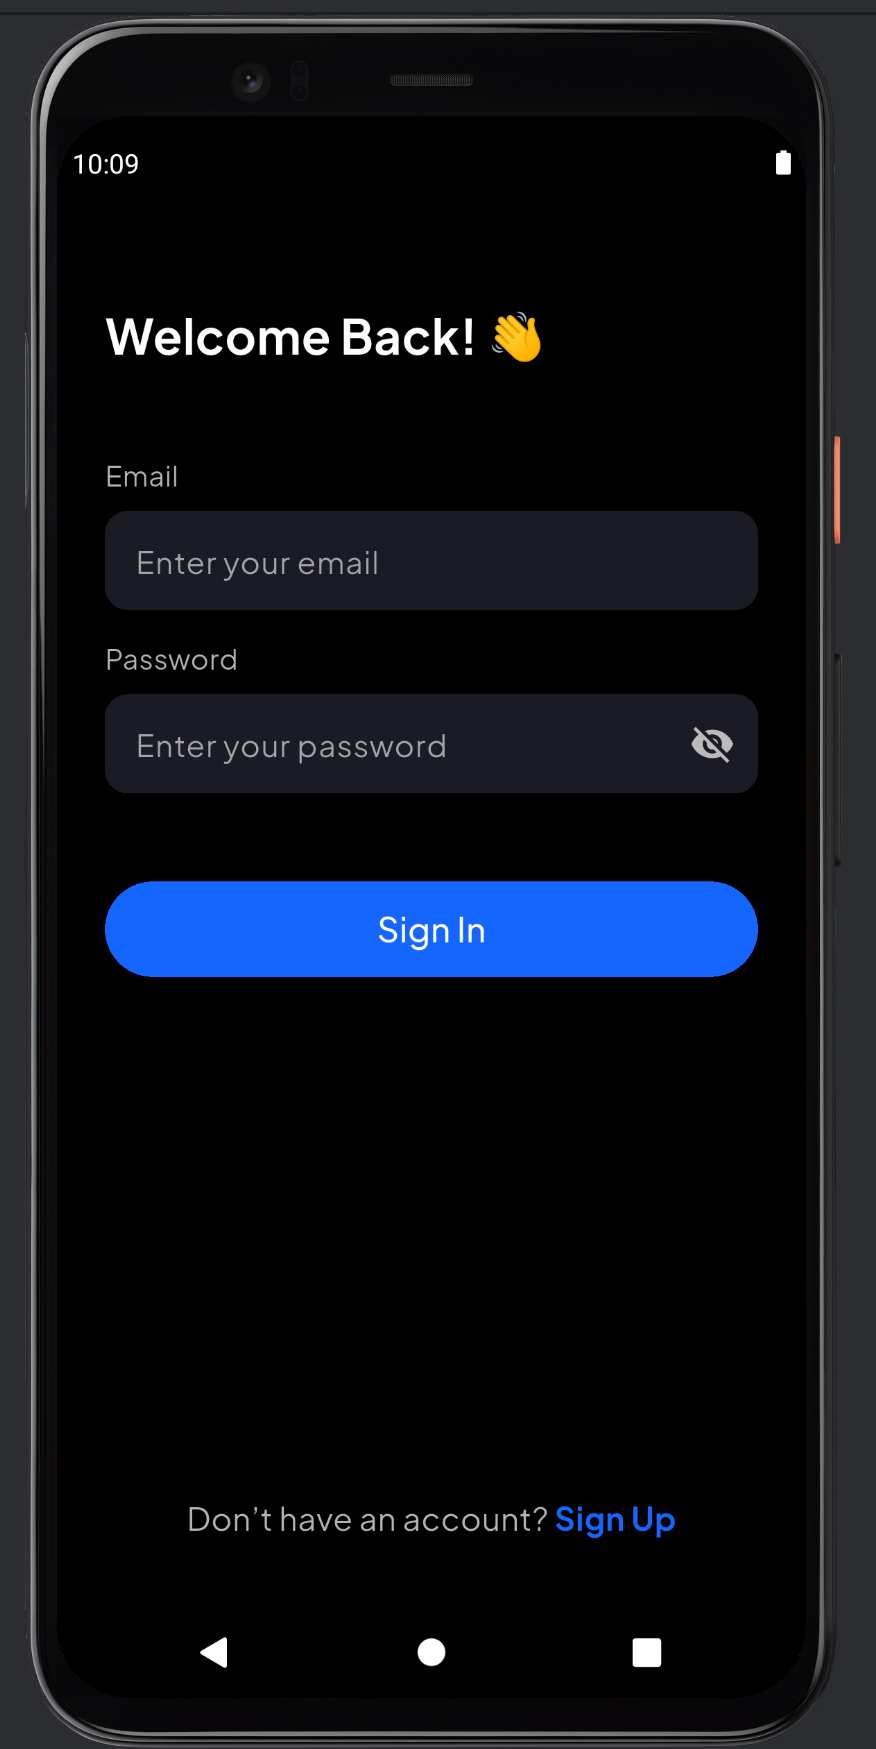 10:09
Welcome Back! 👋
Email
Enter your email
Password
Enter your password
Sign In
Don’t have an account? Sign Up